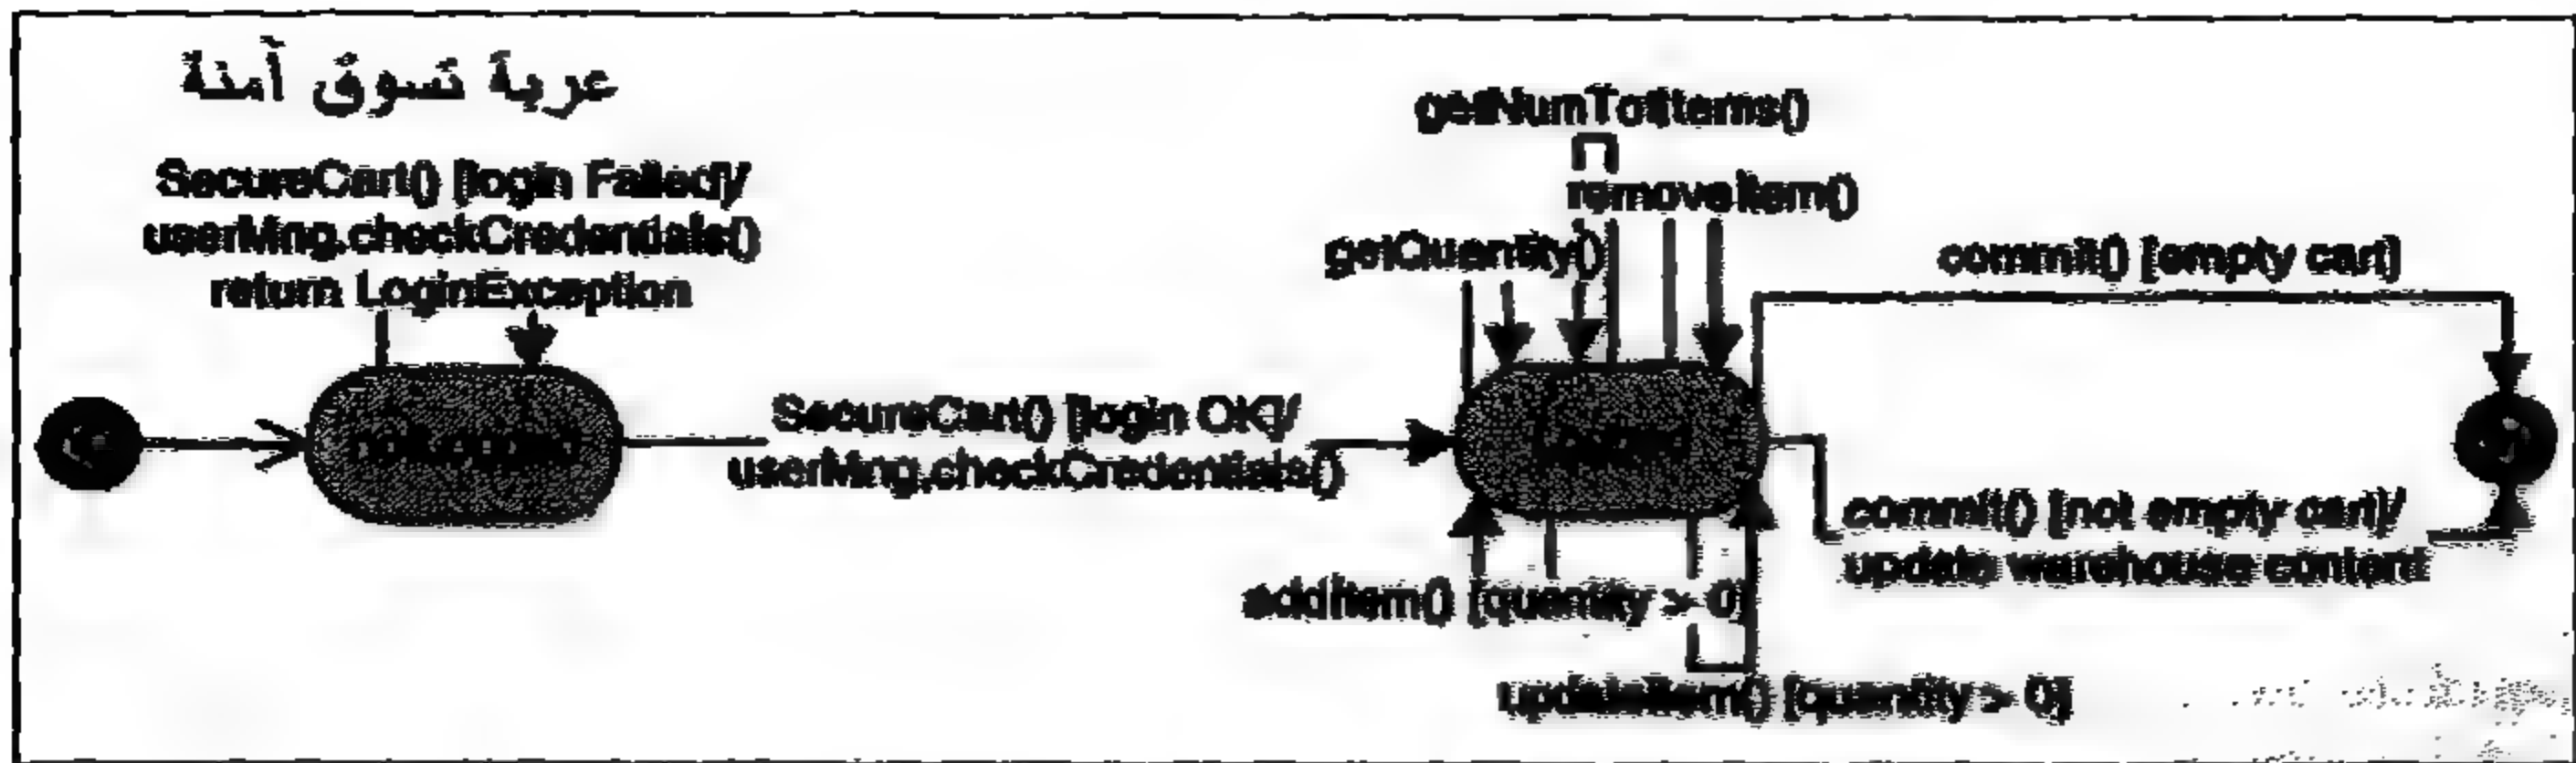 عربة تسوق آمنة
SecureCart() [login Failed]/
userMng.checkCredentials()
return LoginException
SecureCart() [login OK]/
userMng.checkCredentials()
getNumTotItems()
removeItem()
getQuantity()
commit() [empty cart]
commit() [not empty cart]/
update warehouse content
addItem() [quantity > 0]
updateItem() [quantity > 0]